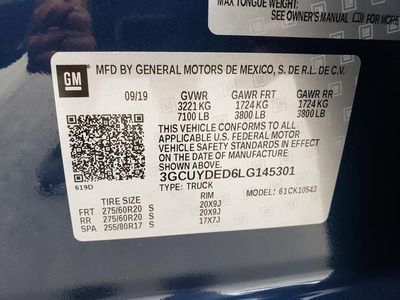 MAX TONGUE WEIGHT:
SEE OWNER'S MANUAL FOR
GM
MFD BY GENERAL MOTORS DE MEXICO, S. DE R.L. DE C.V.
09/19 GVWR GAWR FRT GAWR RR
3221 KG 1724 KG 1724 KG
7100 LB 3800 LB 3800 LB
THIS VEHICLE CONFORMS TO ALL
APPLICABLE U.S. FEDERAL MOTOR
VEHICLE SAFETY STANDARDS IN
EFFECT ON THE DATE OF MANUFACTURE
SHOWN ABOVE.
3GCUYDED6LG145301
619D TYPE: TRUCK MODEL: 61CK10543
TIRE SIZE RIM
FRT 275/60R20 S 20X9J
RR 275/60R20 S 20X9J
SPA 255/80R17 S 17X7J